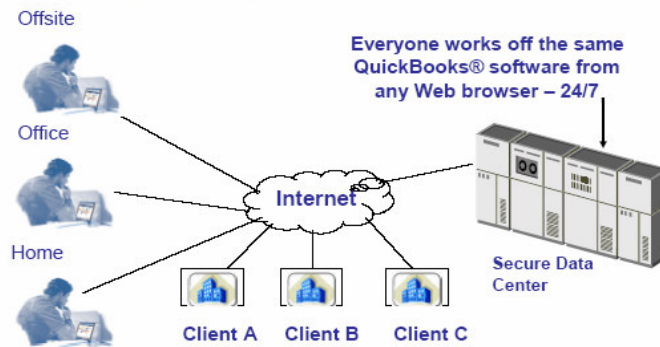 Offsite
Everyone works off the same
QuickBooks® software from
any Web browser – 24/7
Office
Internet
Home
Secure Data
Center
Client A
Client B
Client C